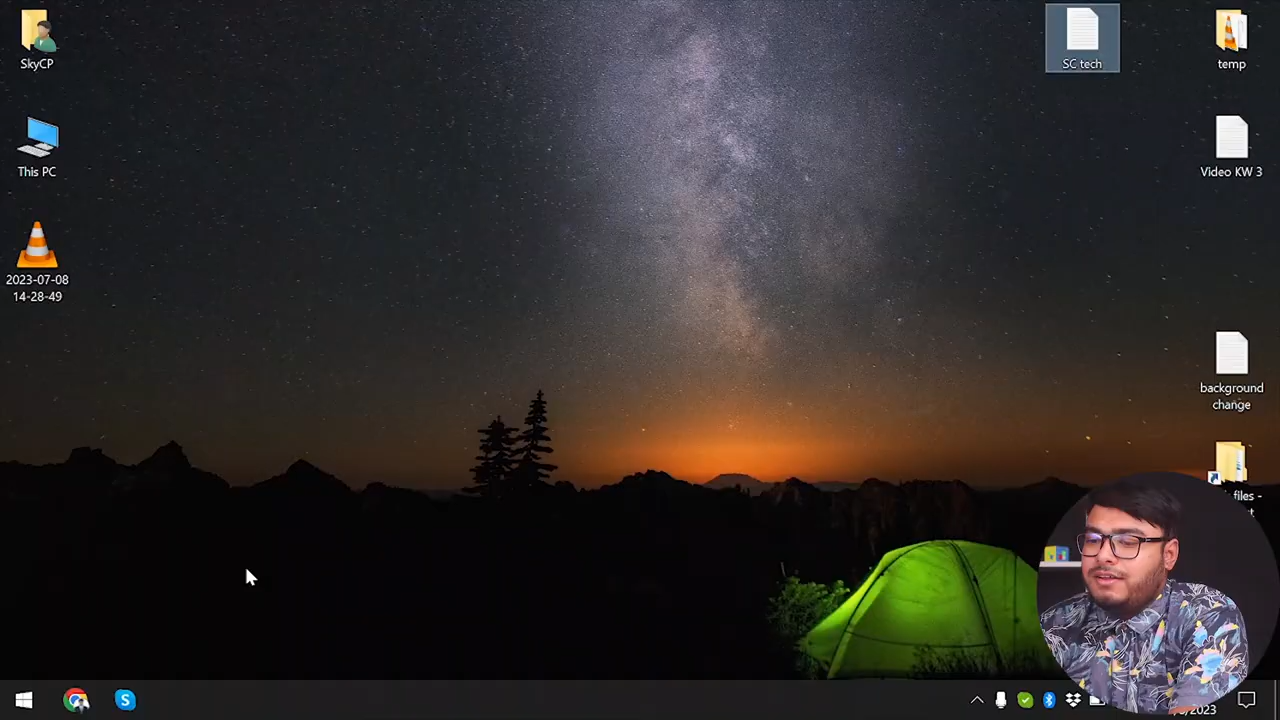 SkyCP
This PC
2023-07-08
14-28-49
SC tech
temp
Video KW 3
background
change
files -
S
/2023